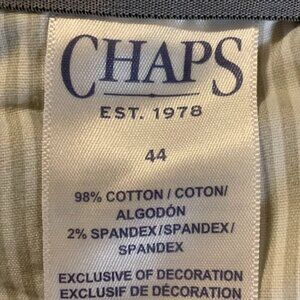 CHAPS
EST. 1978
44
98% COTTON / COTON/
ALGODÓN
2% SPANDEX/SPANDEX/
SPANDEX
EXCLUSIVE OF DECORATION
EXCLUSIF DE DÉCORATION